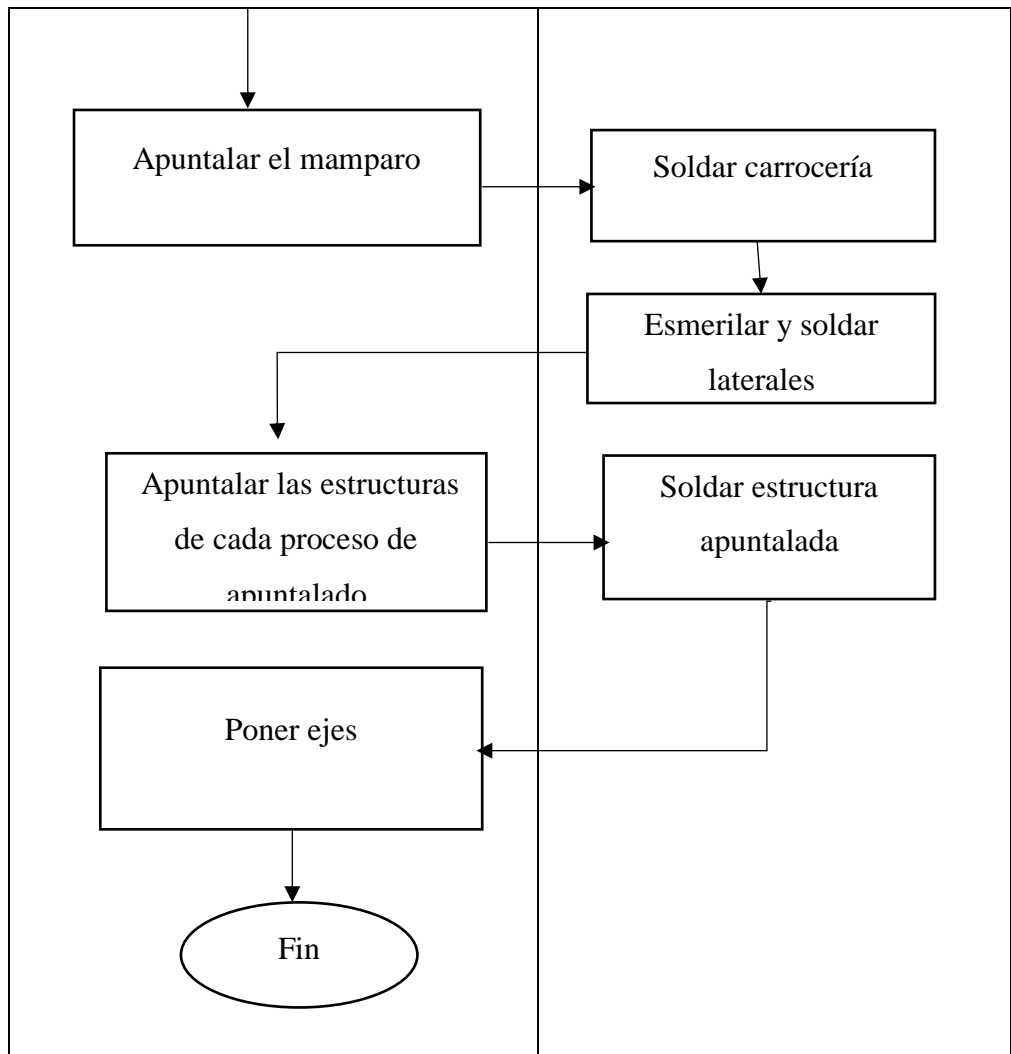 Apuntalar el mamparo
Soldar carrocería
Esmerilar y soldar
laterales
Apuntalar las estructuras
de cada proceso de
apuntalado
Soldar estructura
apuntalada
Poner ejes
Fin